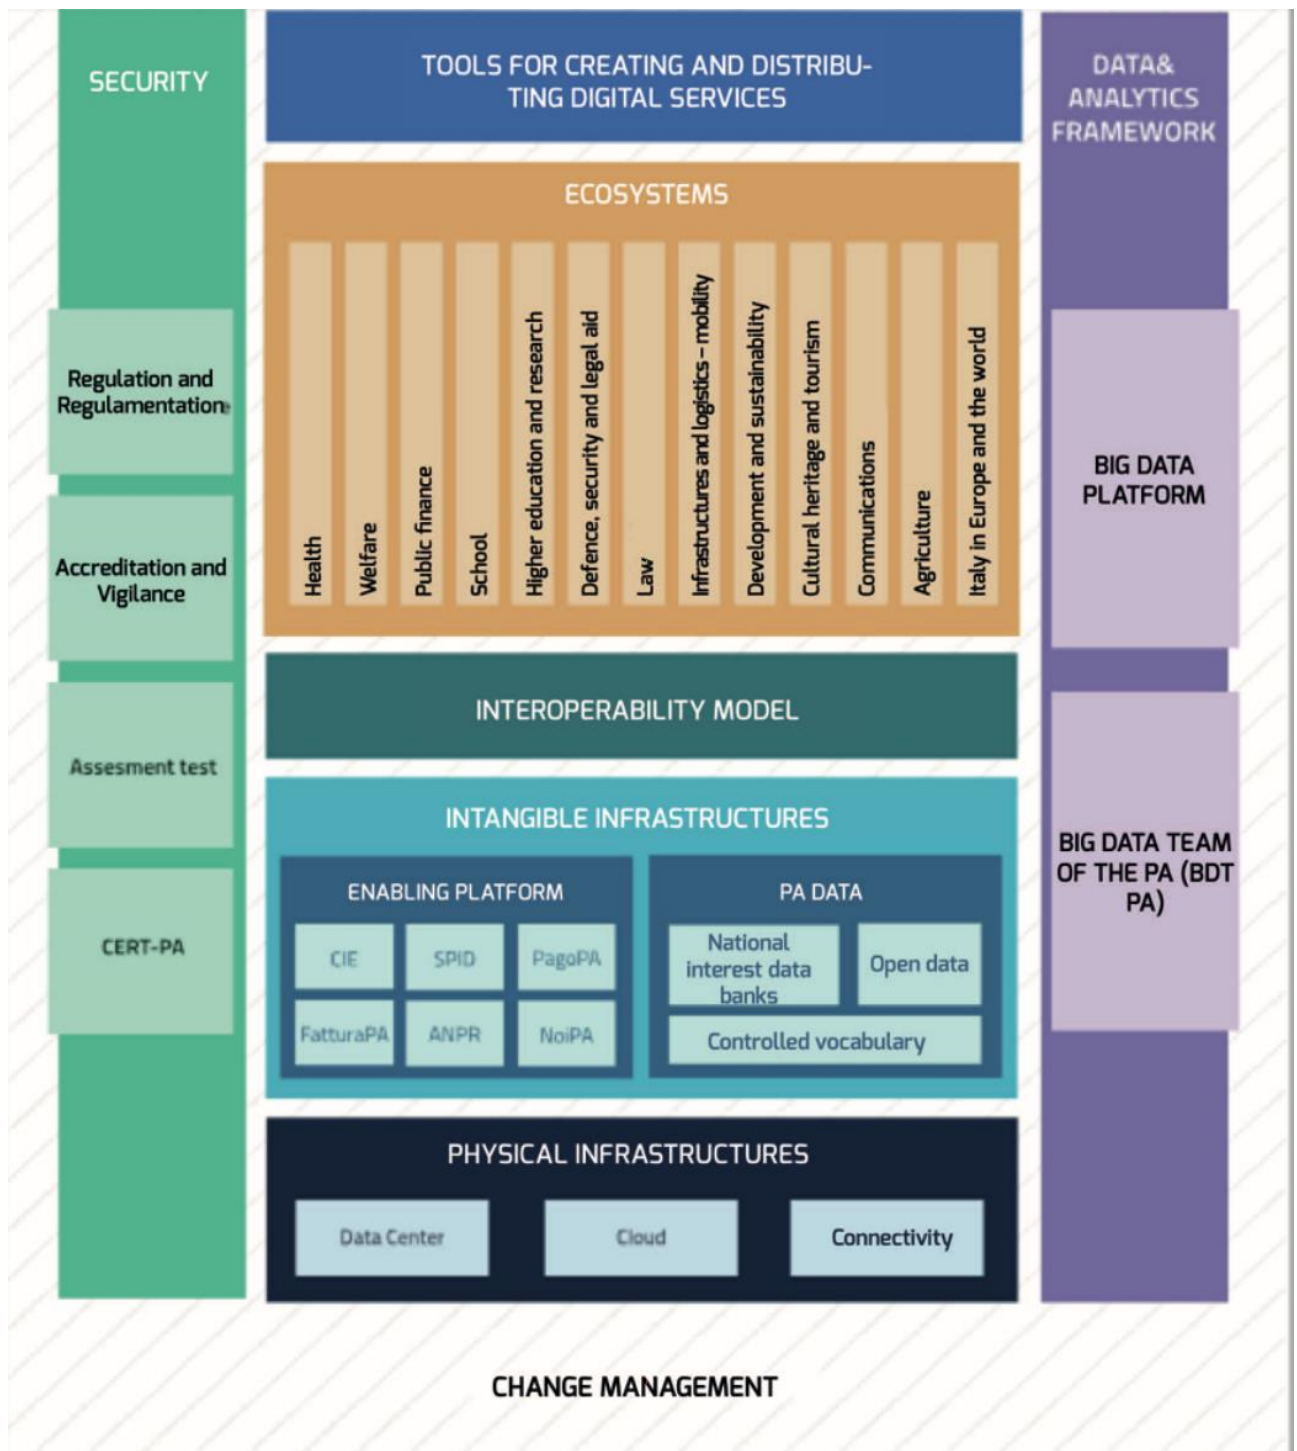 SECURITY
Regulation and
Regulamentation
Accreditation and
Vigilance
Assesment test
CERT-PA
TOOLS FOR CREATING AND DISTRIBU-
TING DIGITAL SERVICES
ECOSYSTEMS
Health
Welfare
Public finance
School
Higher education and research
Defence, security and legal aid
Law
Infrastructures and logistics – mobility
Development and sustainability
Cultural heritage and tourism
Communications
Agriculture
Italy in Europe and the world
INTEROPERABILITY MODEL
INTANGIBLE INFRASTRUCTURES
ENABLING PLATFORM
CIE
SPID
PagoPA
FatturaPA
ANPR
NoiPA
PA DATA
National
interest data
banks
Open data
Controlled vocabulary
PHYSICAL INFRASTRUCTURES
Data Center
Cloud
Connectivity
DATA&
ANALYTICS
FRAMEWORK
BIG DATA
PLATFORM
BIG DATA TEAM
OF THE PA (BDT
PA)
CHANGE MANAGEMENT